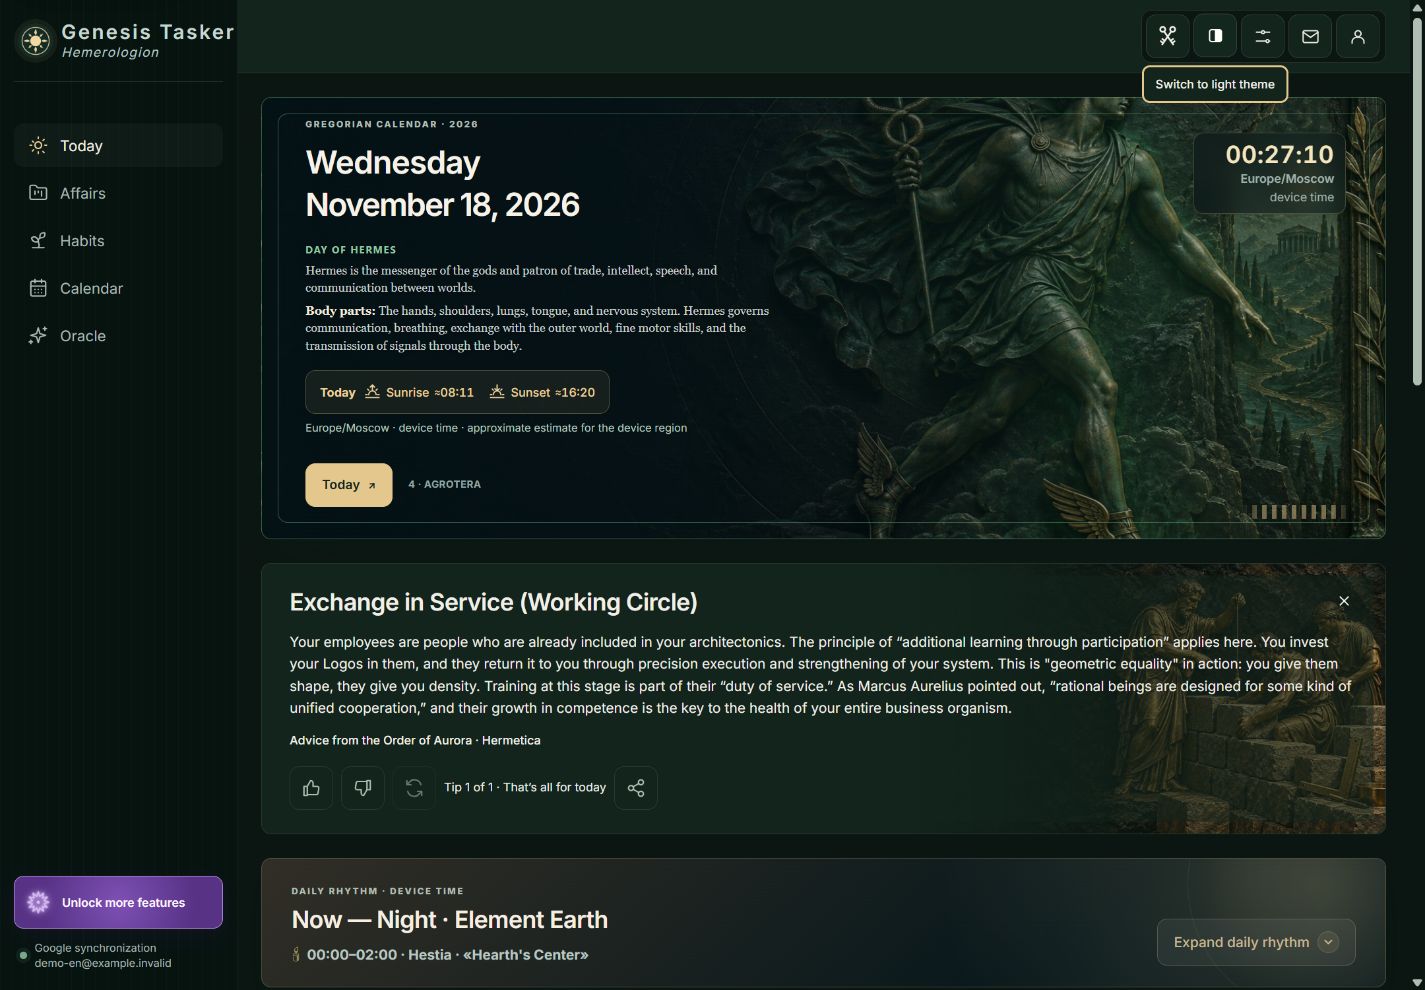 Genesis Tasker
Hemerologion
Switch to light theme
Today
Affairs
Habits
Calendar
Oracle
Unlock more features
Google synchronization
demo-en@example.invalid
GREGORIAN CALENDAR · 2026
Wednesday
November 18, 2026
00:27:10
Europe/Moscow
device time
DAY OF HERMES
Hermes is the messenger of the gods and patron of trade, intellect, speech, and
communication between worlds.
Body parts: The hands, shoulders, lungs, tongue, and nervous system. Hermes governs
communication, breathing, exchange with the outer world, fine motor skills, and the
transmission of signals through the body.
Today Sunrise ≈08:11 Sunset ≈16:20
Europe/Moscow · device time · approximate estimate for the device region
Today ↗ 4 · AGROTERA
Exchange in Service (Working Circle)
Your employees are people who are already included in your architectonics. The principle of “additional learning through participation” applies here. You invest
your Logos in them, and they return it to you through precision execution and strengthening of your system. This is "geometric equality" in action: you give them
shape, they give you density. Training at this stage is part of their “duty of service.” As Marcus Aurelius pointed out, “rational beings are designed for some kind of
unified cooperation,” and their growth in competence is the key to the health of your entire business organism.
Advice from the Order of Aurora · Hermetica
Tip 1 of 1 · That’s all for today
DAILY RHYTHM · DEVICE TIME
Now — Night · Element Earth
00:00–02:00 · Hestia · «Hearth's Center»
Expand daily rhythm